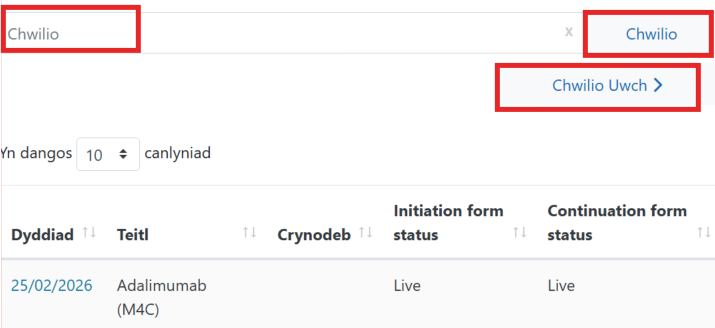 Chwilio x Chwilio
Chwilio Uwch
Yn dangos 10 canlyniad
Initiation form Continuation form
Dyddiad Teitl Crynodeb status status
25/02/2026 Adalimumab Live Live
(M4C)